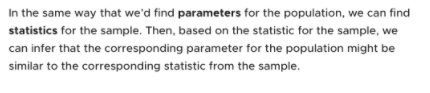 In the same way that we'd find parameters for the population, we can find
statistics for the sample. Then, based on the statistic for the sample, we
can infer that the corresponding parameter for the population might be
similar to the corresponding statistic from the sample.